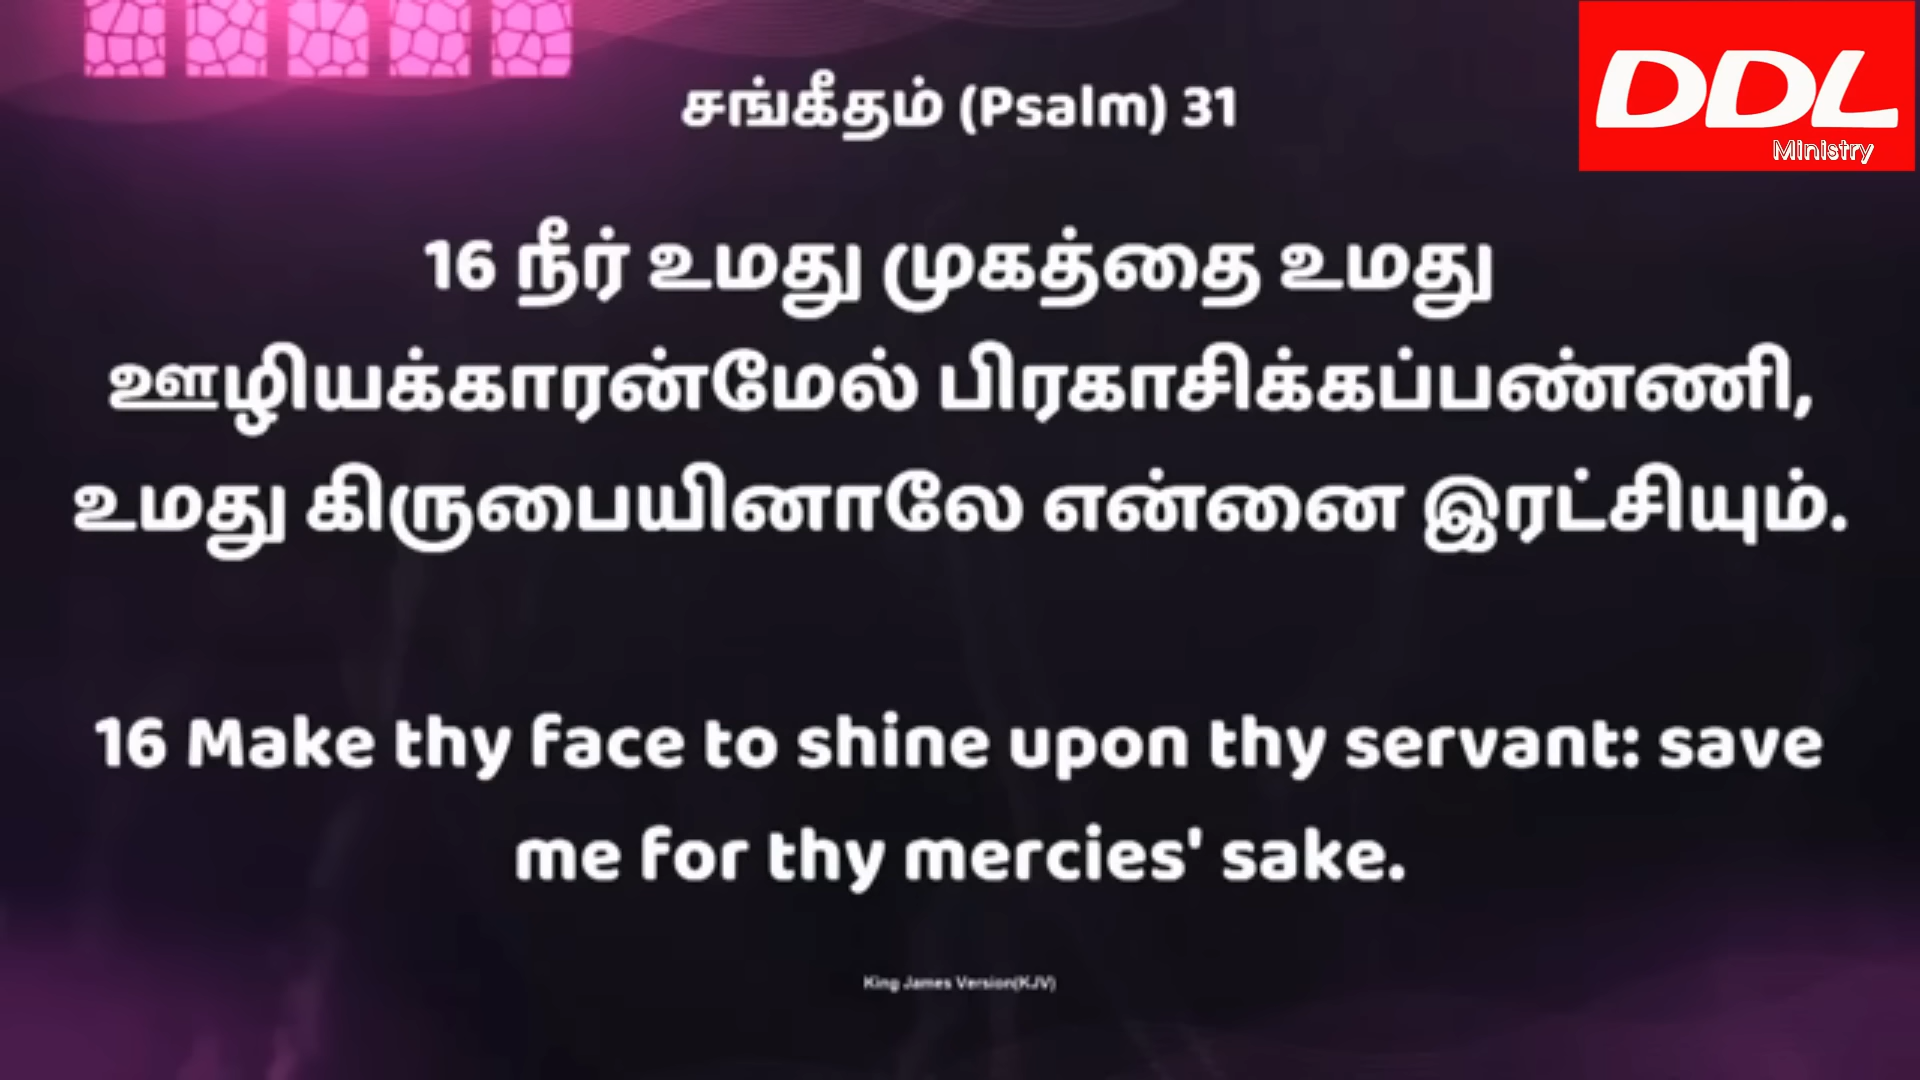 சங்கீதம் (Psalm) 31
DDL
Ministry
16 நீர் உமது முகத்தை உமது
ஊழியக்காரன்மேல் பிரகாசிக்கப்பண்ணி,
உமது கிருபையினாலே என்னை இரட்சியும்.
16 Make thy face to shine upon thy servant: save
me for thy mercies' sake.
King James Version(KJV)